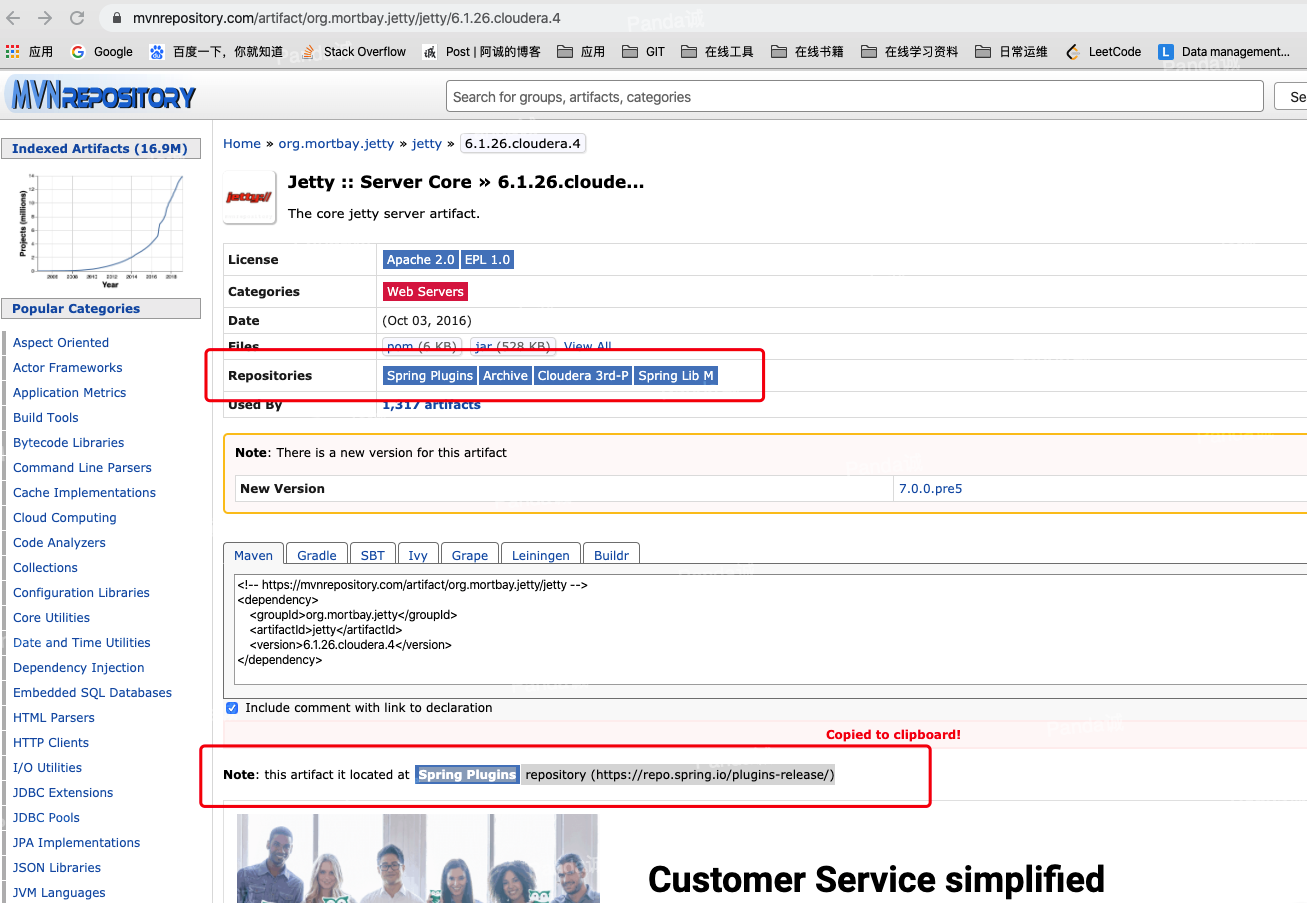 mvnrepository.com/artifact/org.mortbay.jetty/jetty/6.1.26.cloudera.4
应用 Google 百度一下，你就知道 Stack Overflow Post | 阿诚的博客 应用 GIT 在线工具 在线书籍 在线学习资料 日常运维 LeetCode Data management...
MVNREPOSITORY
Search for groups, artifacts, categories
Se
Indexed Artifacts (16.9M)
Projects (millions)
Year
Popular Categories
Aspect Oriented
Actor Frameworks
Application Metrics
Build Tools
Bytecode Libraries
Command Line Parsers
Cache Implementations
Cloud Computing
Code Analyzers
Collections
Configuration Libraries
Core Utilities
Date and Time Utilities
Dependency Injection
Embedded SQL Databases
HTML Parsers
HTTP Clients
I/O Utilities
JDBC Extensions
JDBC Pools
JPA Implementations
JSON Libraries
JVM Languages
Home » org.mortbay.jetty » jetty » 6.1.26.cloudera.4
jetty://
Jetty :: Server Core » 6.1.26.cloude...
The core jetty server artifact.
License Apache 2.0 EPL 1.0
Categories Web Servers
Date (Oct 03, 2016)
Files pom (6 KB) jar (528 KB) View All
Repositories Spring Plugins Archive Cloudera 3rd-P Spring Lib M
Used By 1,317 artifacts
Note: There is a new version for this artifact
New Version 7.0.0.pre5
Maven Gradle SBT Ivy Grape Leiningen Buildr
<!-- https://mvnrepository.com/artifact/org.mortbay.jetty/jetty -->
<dependency>
<groupId>org.mortbay.jetty</groupId>
<artifactId>jetty</artifactId>
<version>6.1.26.cloudera.4</version>
</dependency>
Include comment with link to declaration
Copied to clipboard!
Note: this artifact it located at Spring Plugins repository (https://repo.spring.io/plugins-release/)
Customer Service simplified